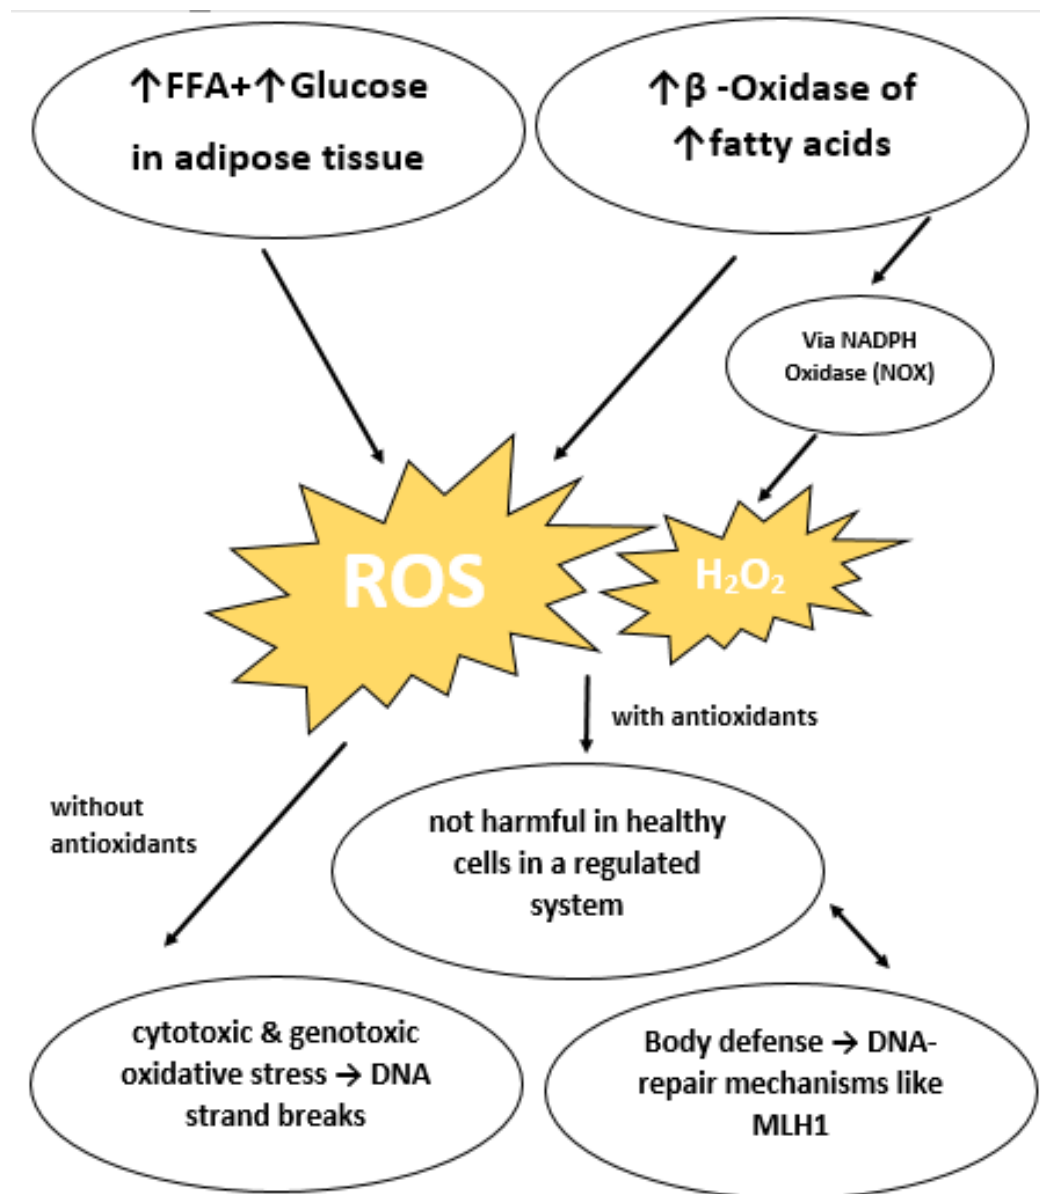 ↑FFA+↑Glucose
in adipose tissue
↑β -Oxidase of
↑fatty acids
Via NADPH
Oxidase (NOX)
ROS
H₂O₂
with antioxidants
without
antioxidants
not harmful in healthy
cells in a regulated
system
cytotoxic & genotoxic
oxidative stress → DNA
strand breaks
Body defense → DNA-
repair mechanisms like
MLH1